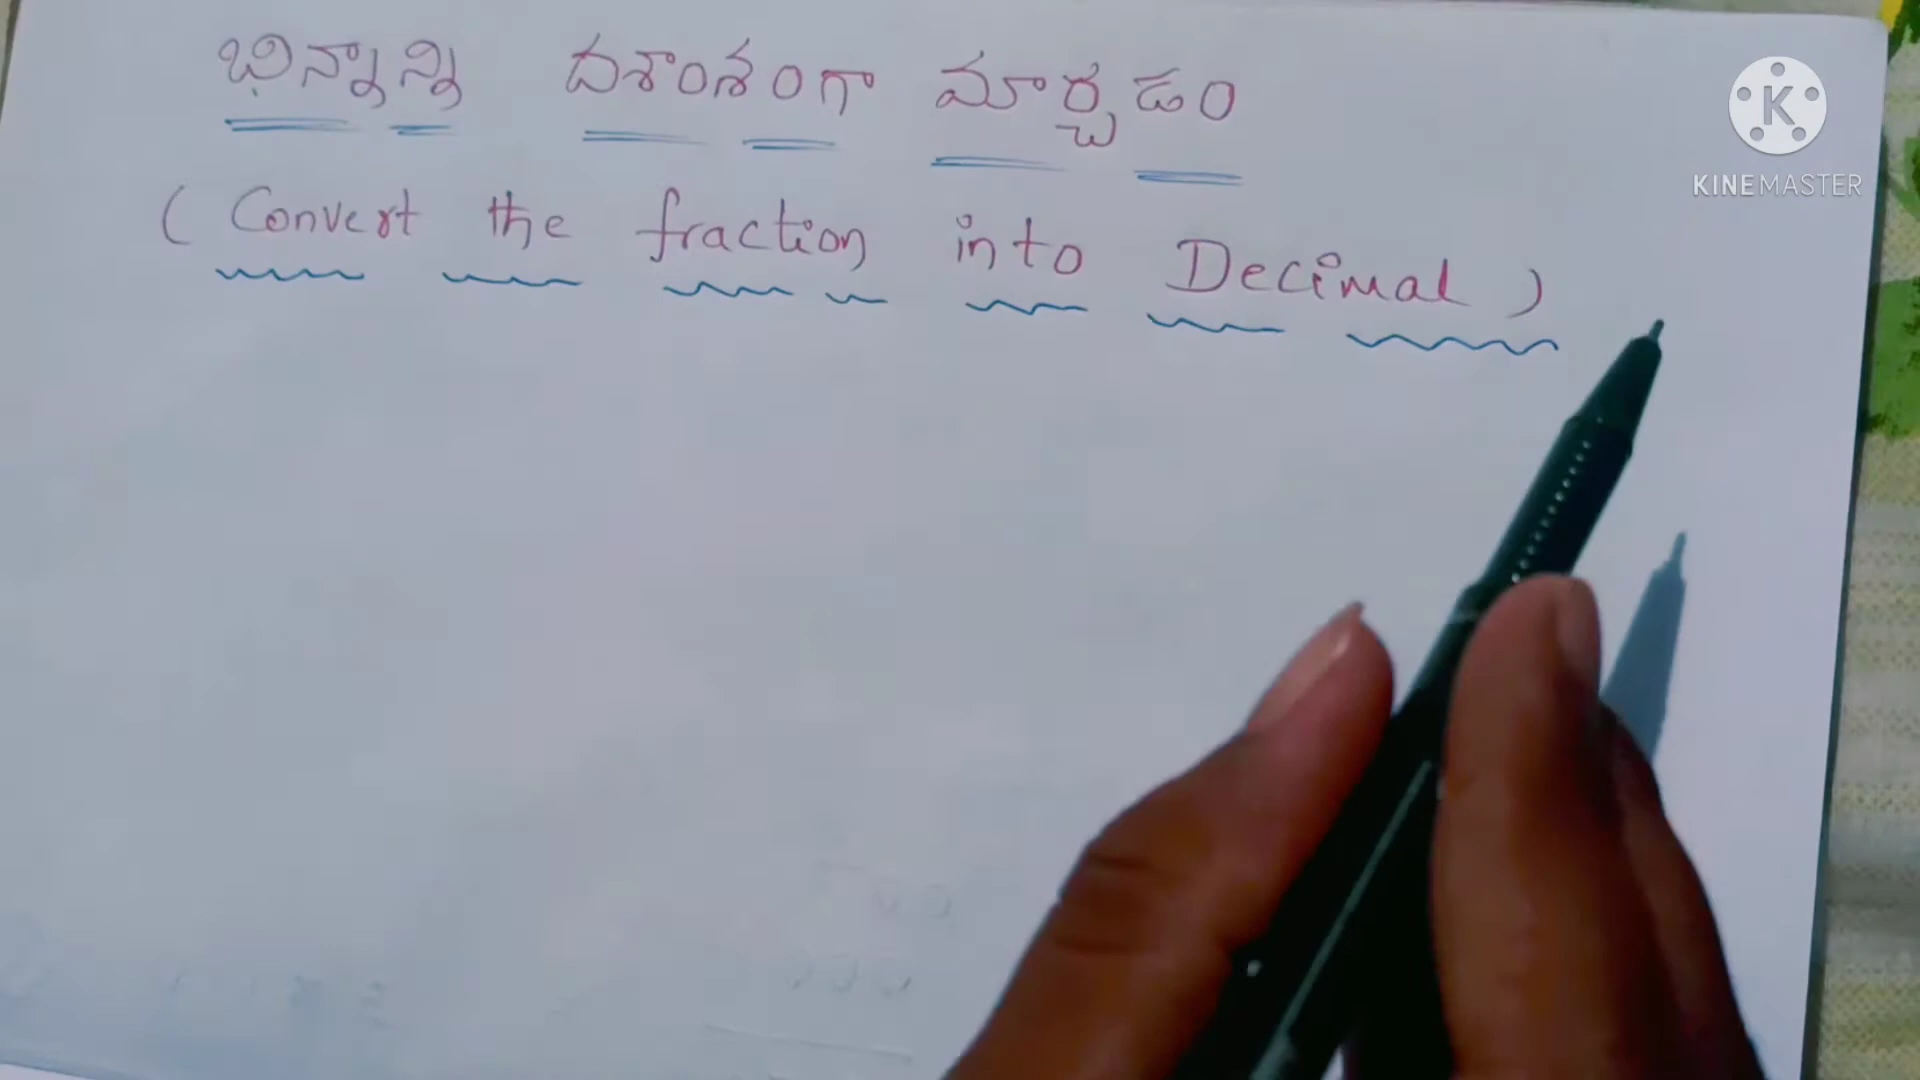 భిన్నాన్ని దశాంశంగా మార్చడం
K
KINEMASTER
( Convert the fraction into Decimal )